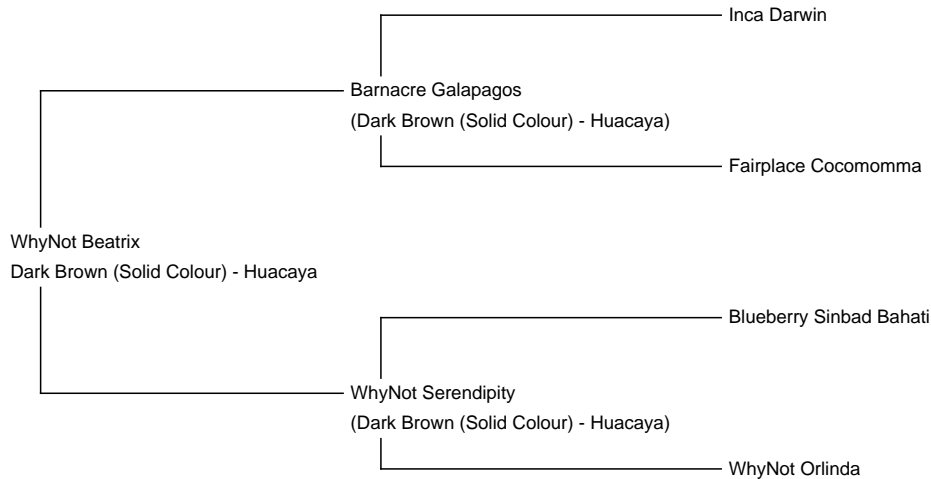 Inca Darwin
Barnacre Galapagos
(Dark Brown (Solid Colour) - Huacaya)
Fairplace Cocomomma
WhyNot Beatrix
Dark Brown (Solid Colour) - Huacaya
Blueberry Sinbad Bahati
WhyNot Serendipity
(Dark Brown (Solid Colour) - Huacaya)
WhyNot Orlinda